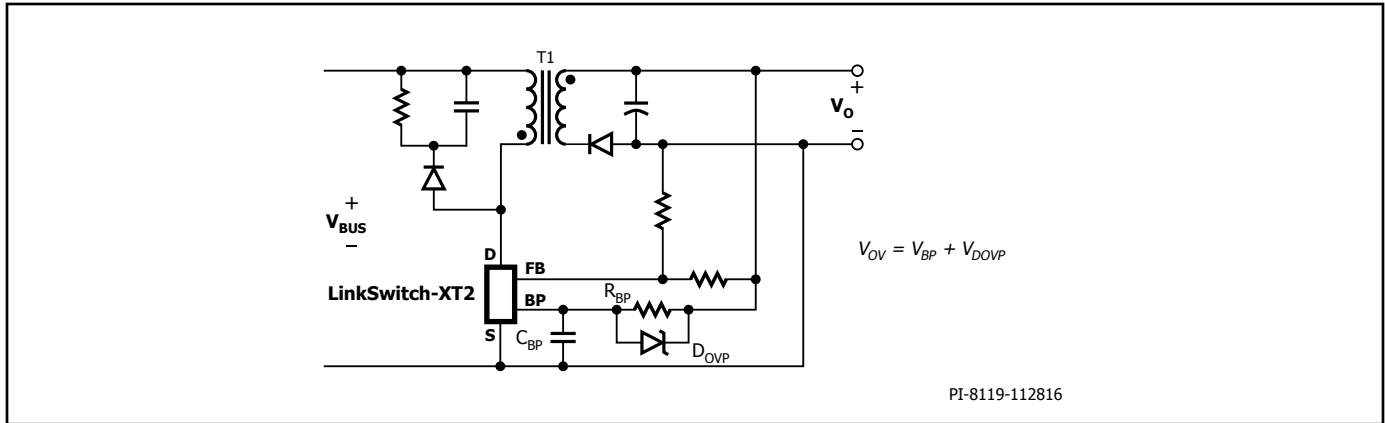 T1
+
V_O
−
+
V_BUS
−
D
FB
V_OV = V_BP + V_DOVP
LinkSwitch-XT2
BP
R_BP
S
C_BP
D_OVP
PI-8119-112816